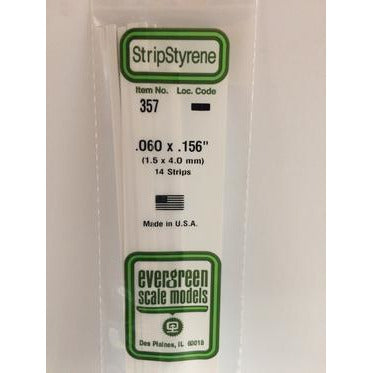 StripStyrene
Item No. Loc. Code
357
.060 x .156"
(1.5 x 4.0 mm)
14 Strips
Made in U.S.A.
evergreen
scale models
Des Plaines, IL 60018